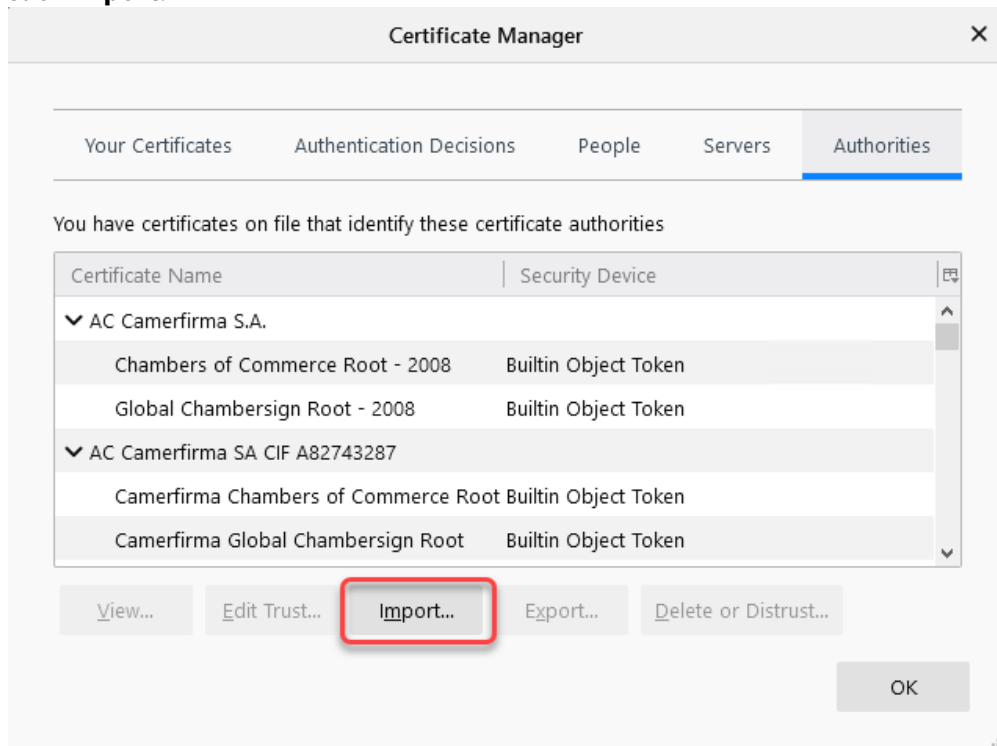 Certificate Manager
Your Certificates Authentication Decisions People Servers Authorities
You have certificates on file that identify these certificate authorities
Certificate Name Security Device
AC Camerfirma S.A.
Chambers of Commerce Root - 2008 Builtin Object Token
Global Chambersign Root - 2008 Builtin Object Token
AC Camerfirma SA CIF A82743287
Camerfirma Chambers of Commerce Root Builtin Object Token
Camerfirma Global Chambersign Root Builtin Object Token
View... Edit Trust... Import... Export... Delete or Distrust...
OK